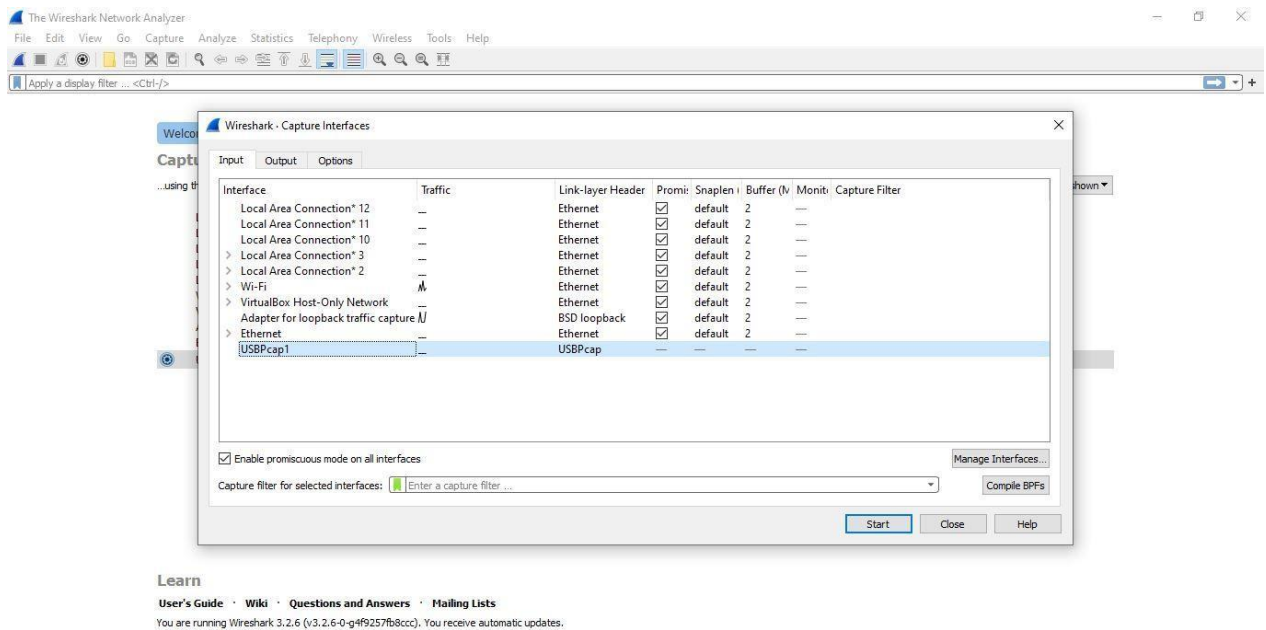 The Wireshark Network Analyzer
File Edit View Go Capture Analyze Statistics Telephony Wireless Tools Help
Apply a display filter ... <Ctrl-/>
Wireshark · Capture Interfaces
Input Output Options
Interface Traffic Link-layer Header Snaplen Capture Filter
Local Area Connection* 12 Ethernet default 2 —
Local Area Connection* 11 Ethernet default 2 —
Local Area Connection* 10 Ethernet default 2 —
Local Area Connection* 3 Ethernet default 2 —
Local Area Connection* 2 Ethernet default 2 —
Wi-Fi Ethernet default 2 —
VirtualBox Host-Only Network Ethernet default 2 —
Adapter for loopback traffic capture BSD loopback default 2 —
Ethernet Ethernet default 2 —
USBPcap1 USBPcap — — — —
Enable promiscuous mode on all interfaces
Manage Interfaces...
Capture filter for selected interfaces: Enter a capture filter ...
Compile BPFs
Start Close Help
Learn
User's Guide · Wiki · Questions and Answers · Mailing Lists
You are running Wireshark 3.2.6 (v3.2.6-0-g4f9257fb8ccc). You receive automatic updates.